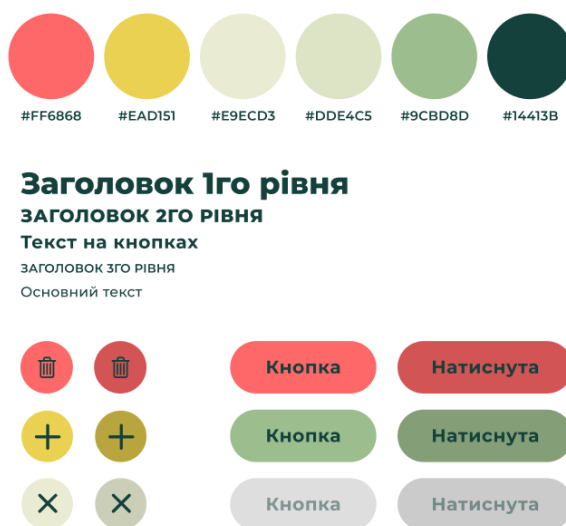 #FF6868 #EAD151 #E9ECD3 #DDE4C5 #9CBD8D #14413B
Заголовок 1го рівня
ЗАГОЛОВОК 2ГО РІВНЯ
Текст на кнопках
ЗАГОЛОВОК 3ГО РІВНЯ
Основний текст
Кнопка Натиснута
Кнопка Натиснута
Кнопка Натиснута